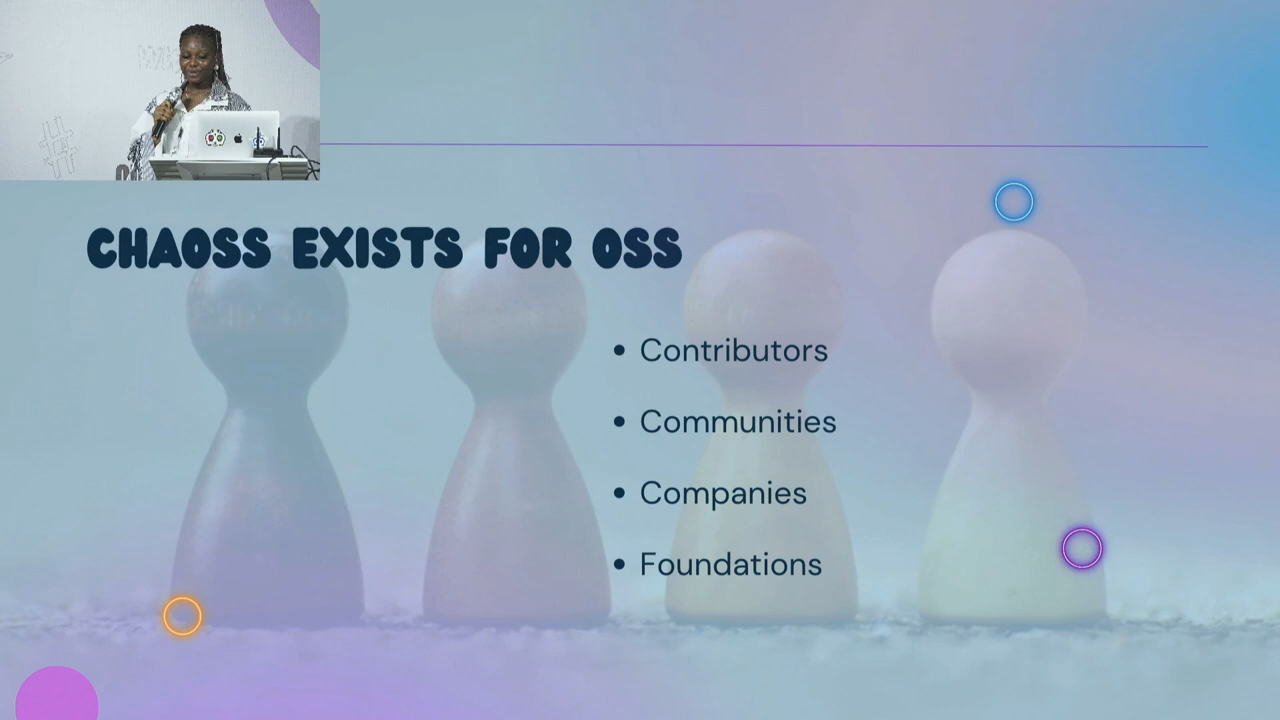 CHAOSS EXISTS FOR OSS
• Contributors
• Communities
• Companies
• Foundations